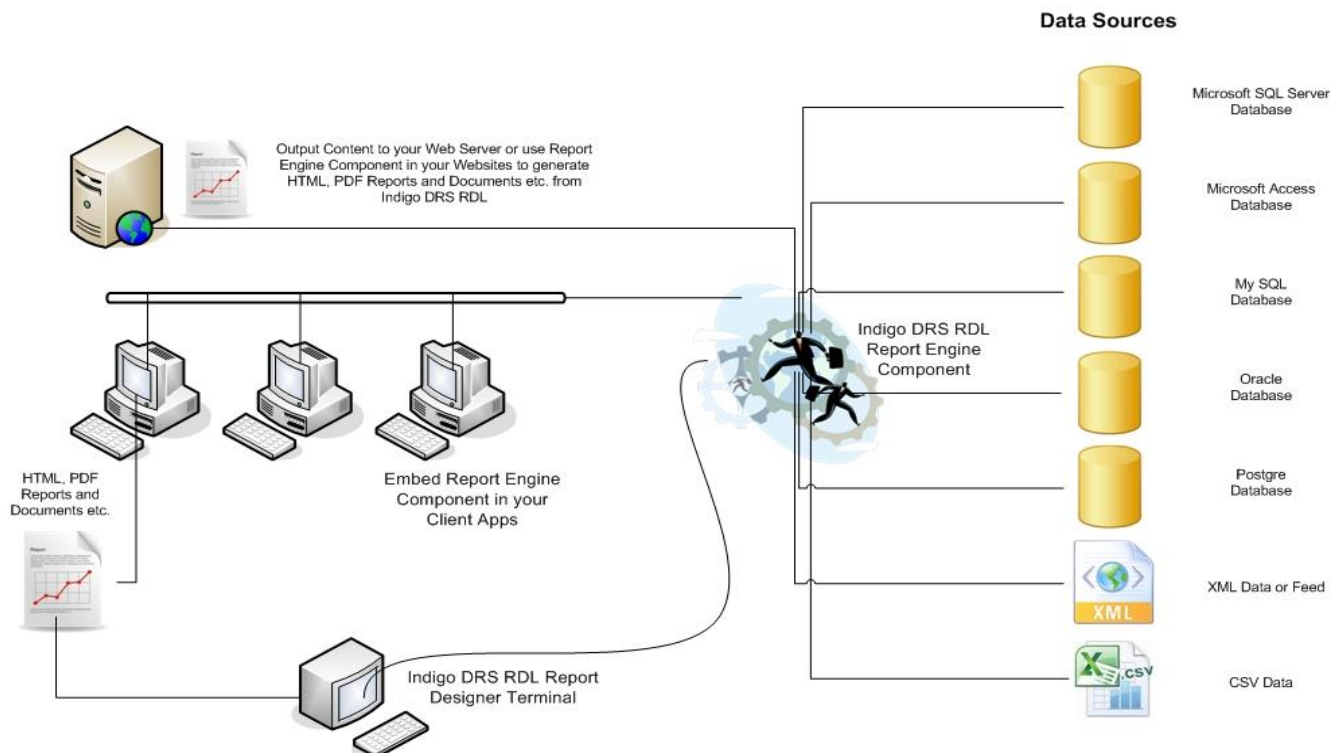 Data Sources
Microsoft SQL Server
Database
Output Content to your Web Server or use Report
Engine Component in your Websites to generate
HTML, PDF Reports and Documents etc. from
Indigo DRS RDL
Report
Microsoft Access
Database
My SQL
Database
Indigo DRS RDL
Report Engine
Component
Oracle
Database
HTML, PDF
Reports and
Documents etc.
Embed Report Engine
Component in your
Client Apps
Postgre
Database
Report
XML
XML Data or Feed
Indigo DRS RDL Report
Designer Terminal
X
.CSV
CSV Data